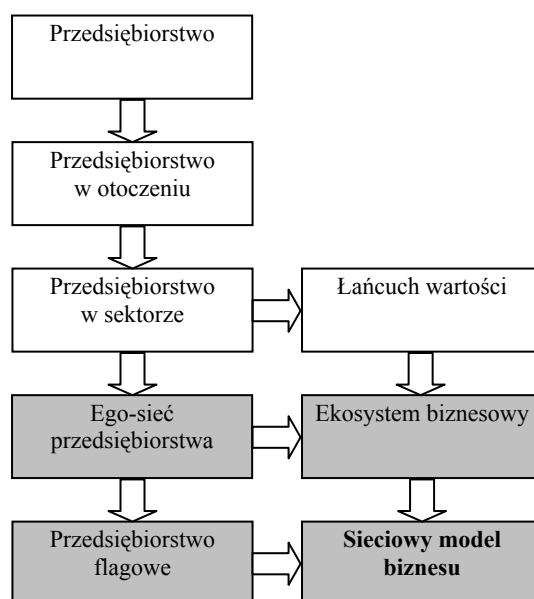 Przedsiębiorstwo
Przedsiębiorstwo
w otoczeniu
Przedsiębiorstwo
w sektorze
Łańcuch wartości
Ego-sieć
przedsiębiorstwa
Ekosystem biznesowy
Przedsiębiorstwo
flagowe
Sieciowy model
biznesu